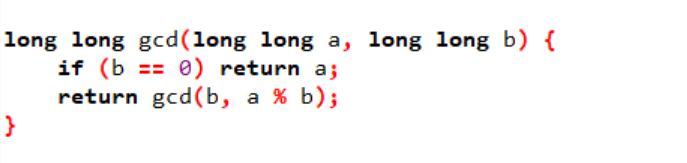 long long gcd(long long a, long long b) {
    if (b == 0) return a;
    return gcd(b, a % b);
}